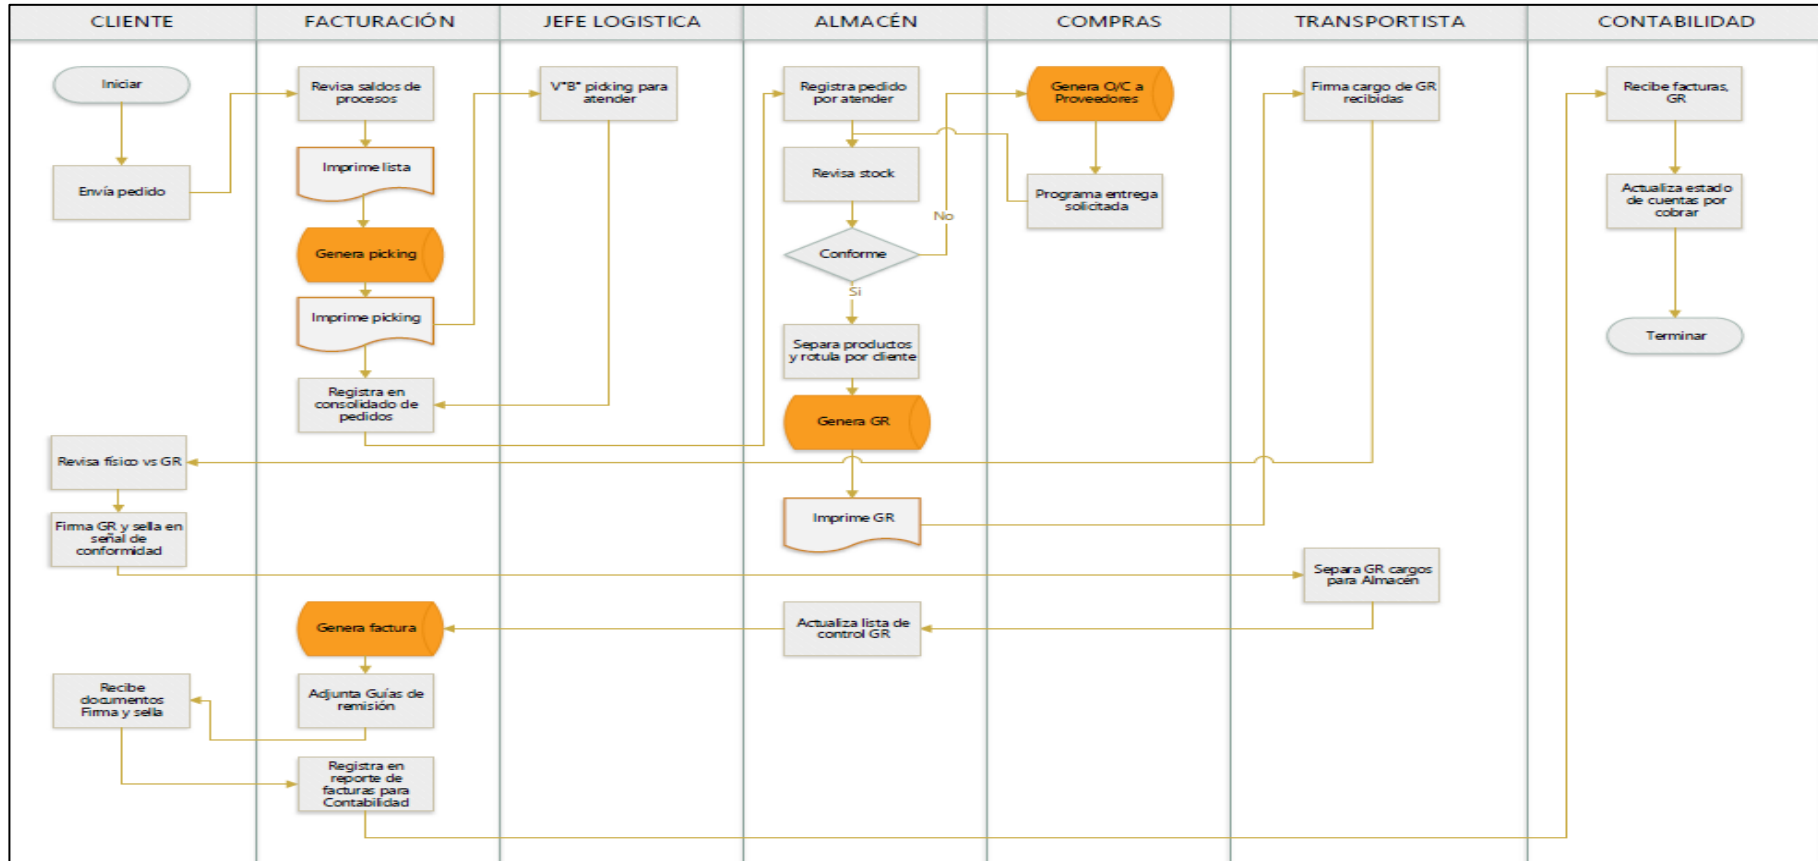 CLIENTE
FACTURACIÓN
JEFE LOGISTICA
ALMACÉN
COMPRAS
TRANSPORTISTA
CONTABILIDAD
Iniciar
Envía pedido
Revisa saldos de
procesos
Imprime lista
Genera picking
Imprime picking
Registra en
consolidado de
pedidos
V°B° picking para
atender
Registra pedido
por atender
Revisa stock
Conforme
No
Si
Separa productos
y rotula por cliente
Genera GR
Imprime GR
Genera O/C a
Proveedores
Programa entrega
solicitada
Firma cargo de GR
recibidas
Recibe facturas,
GR
Actualiza estado
de cuentas por
cobrar
Terminar
Revisa físico vs GR
Firma GR y sella en
señal de
conformidad
Separa GR cargos
para Almacén
Actualiza lista de
control GR
Genera factura
Adjunta Guías de
remisión
Recibe
documentos
Firma y sella
Registra en
reporte de
facturas para
Contabilidad